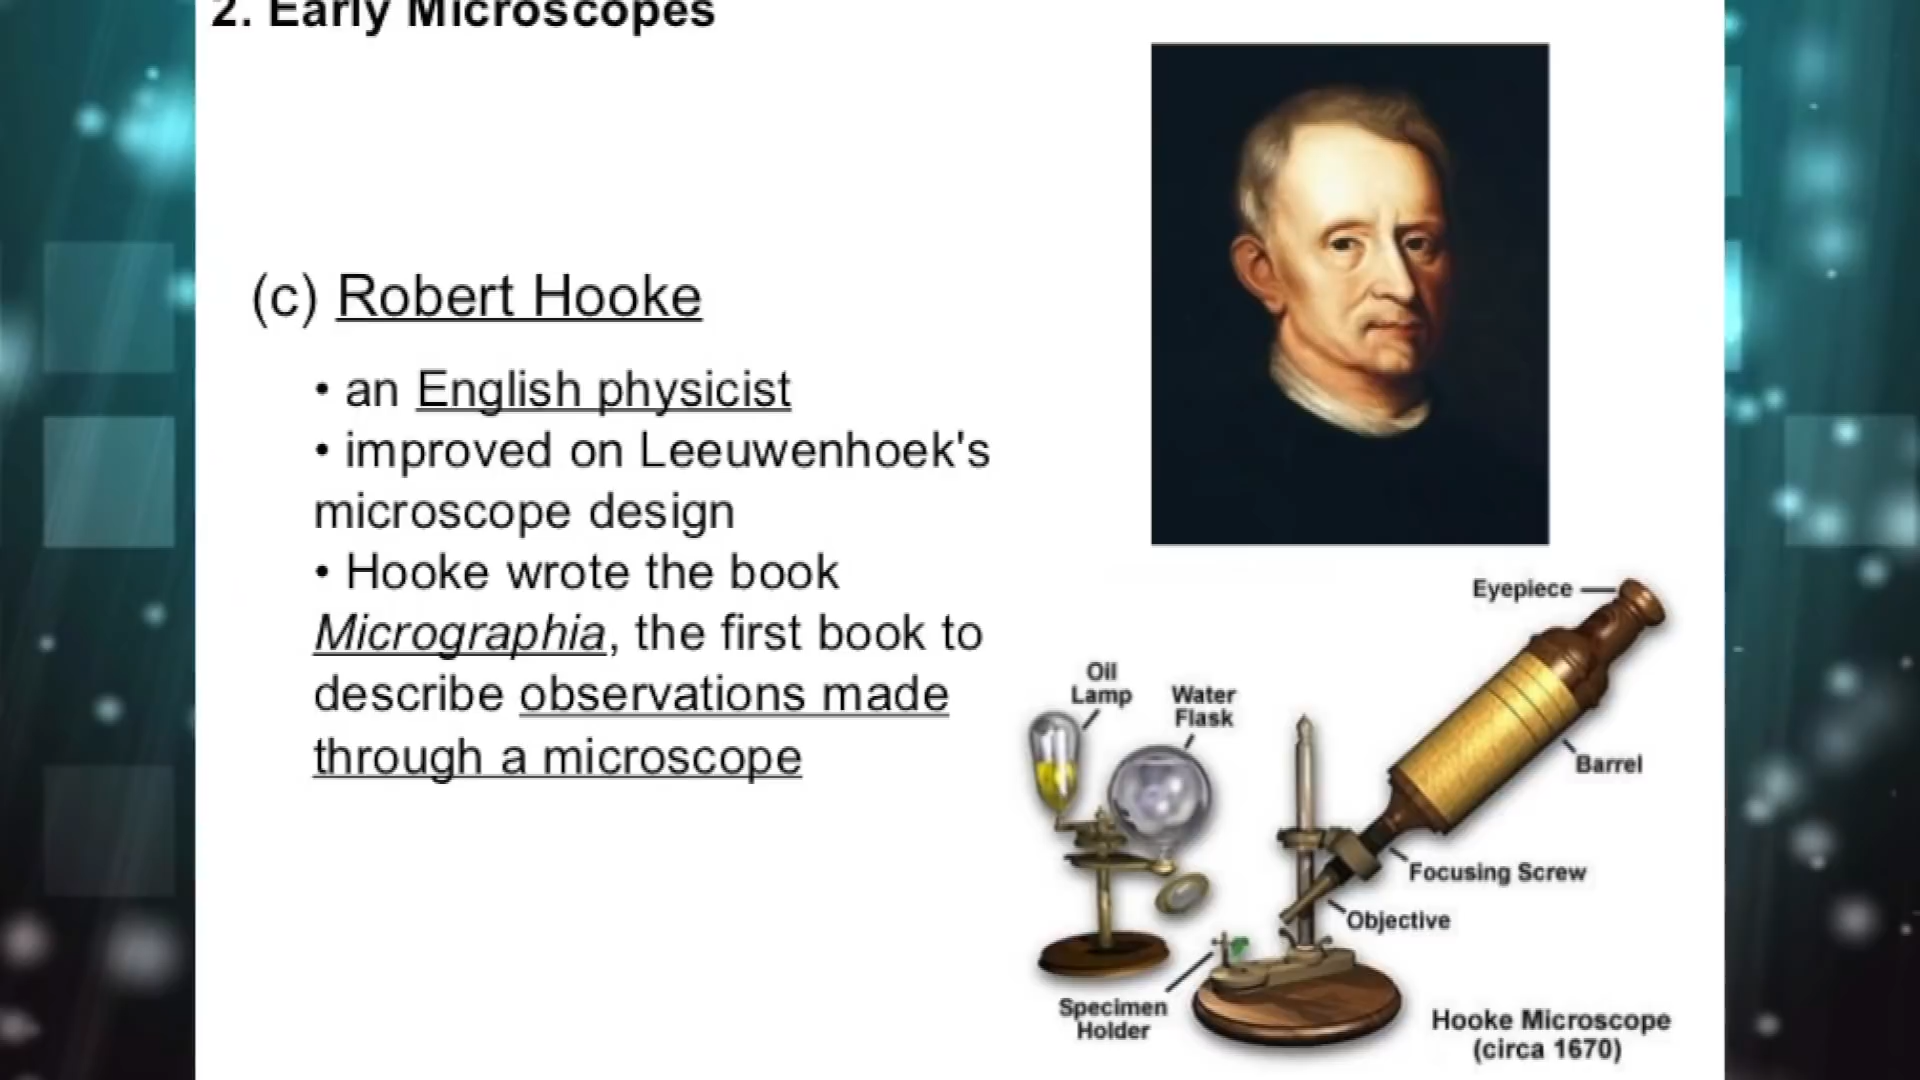 2. Early Microscopes
(c) Robert Hooke
• an English physicist
• improved on Leeuwenhoek's
microscope design
• Hooke wrote the book
Micrographia, the first book to
describe observations made
through a microscope
Eyepiece
Oil
Lamp
Water
Flask
Barrel
Focusing Screw
Objective
Specimen
Holder
Hooke Microscope
(circa 1670)